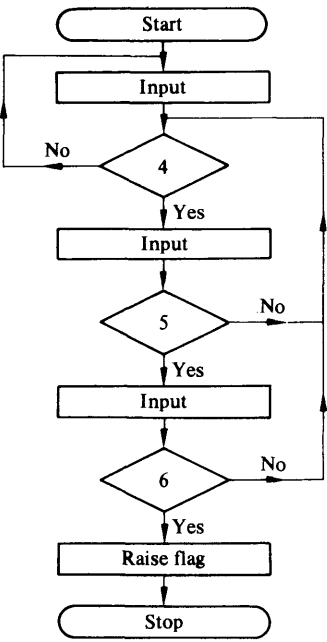 Start
Input
No
4
Yes
Input
5
No
Yes
Input
6
No
Yes
Raise flag
Stop